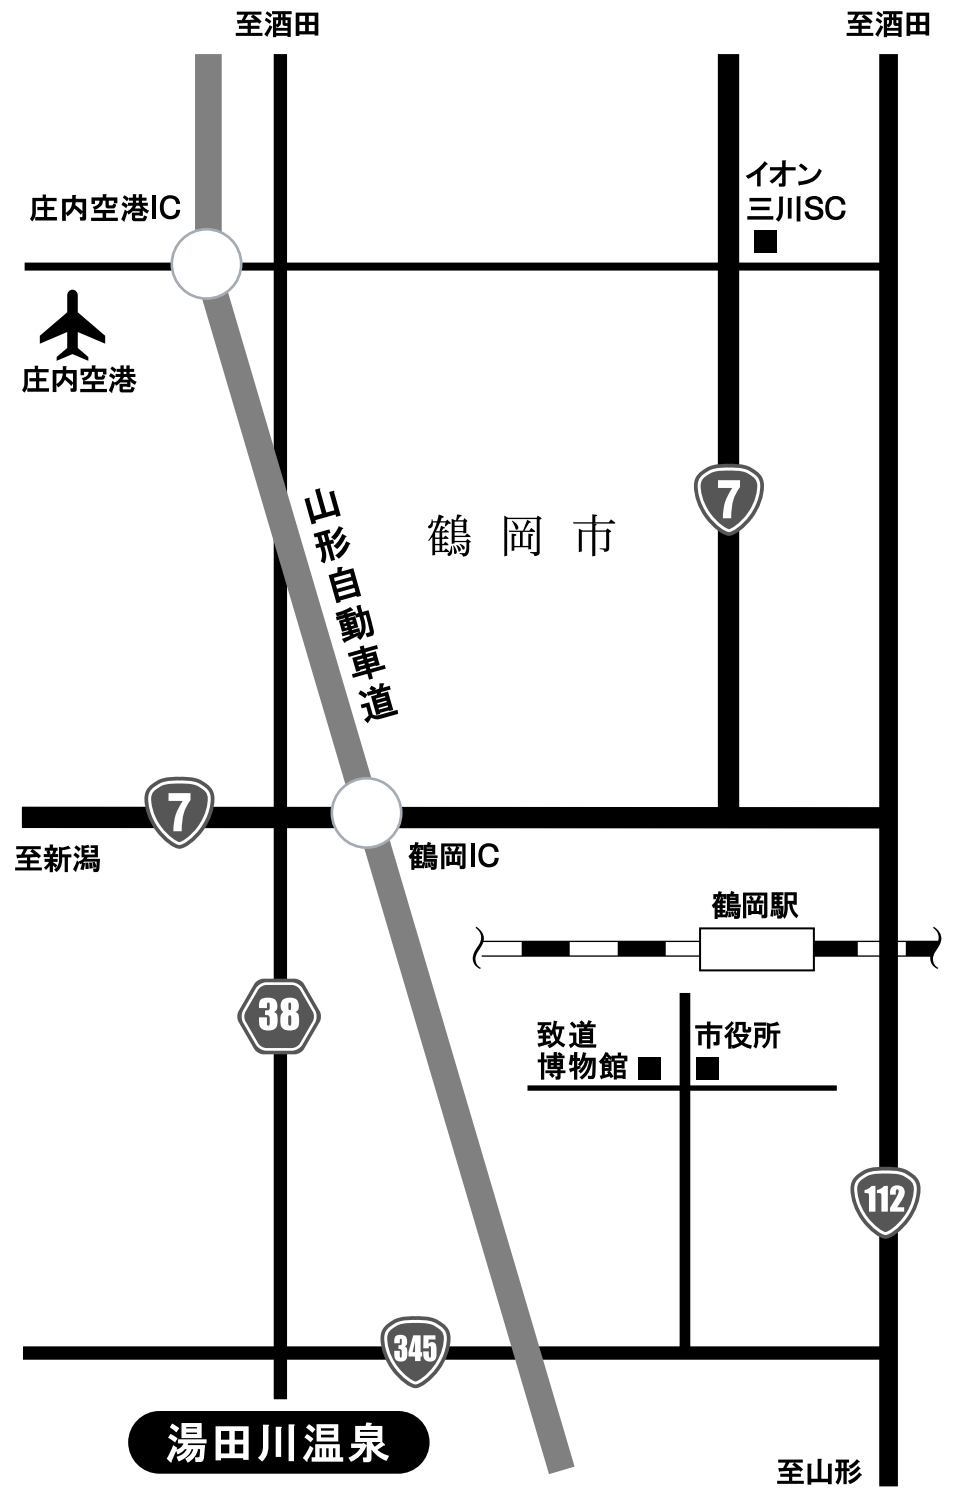 至酒田
至酒田
イオン
三川SC
庄内空港IC
庄内空港
7
山形自動車道
鶴岡市
7
至新潟
鶴岡IC
鶴岡駅
38
致道
博物館
市役所
112
345
湯田川温泉
至山形